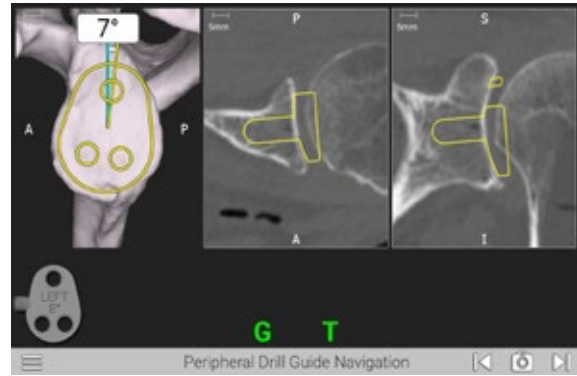 7°
5mm
P
5mm
S
A
P
A
I
LEFT
8°
G T
Peripheral Drill Guide Navigation